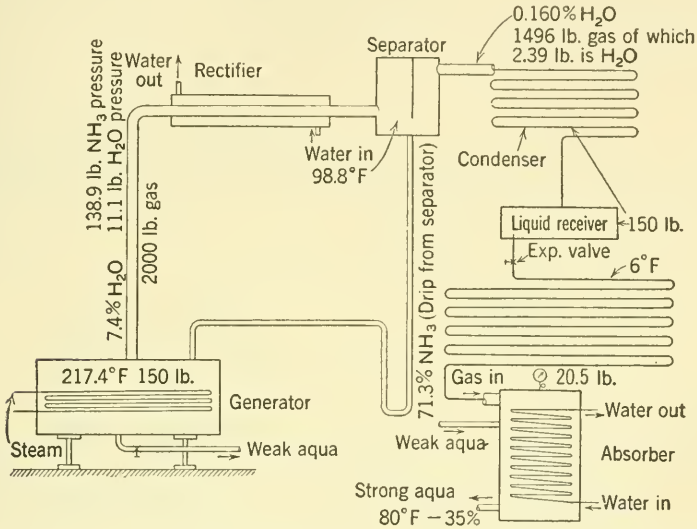 0.160% H₂O
1496 lb. gas of which
2.39 lb. is H₂O
Separator
Water
out
Rectifier
138.9 lb. NH₃ pressure
11.1 lb. H₂O pressure
7.4% H₂O
2000 lb. gas
Water in
98.8°F
Condenser
71.3% NH₃ (Drip from separator)
Liquid receiver
150 lb.
Exp. valve
6°F
217.4°F 150 lb.
Generator
Steam
Weak aqua
Gas in
20.5 lb.
Water out
Weak aqua
Absorber
Strong aqua
80°F – 35%
Water in